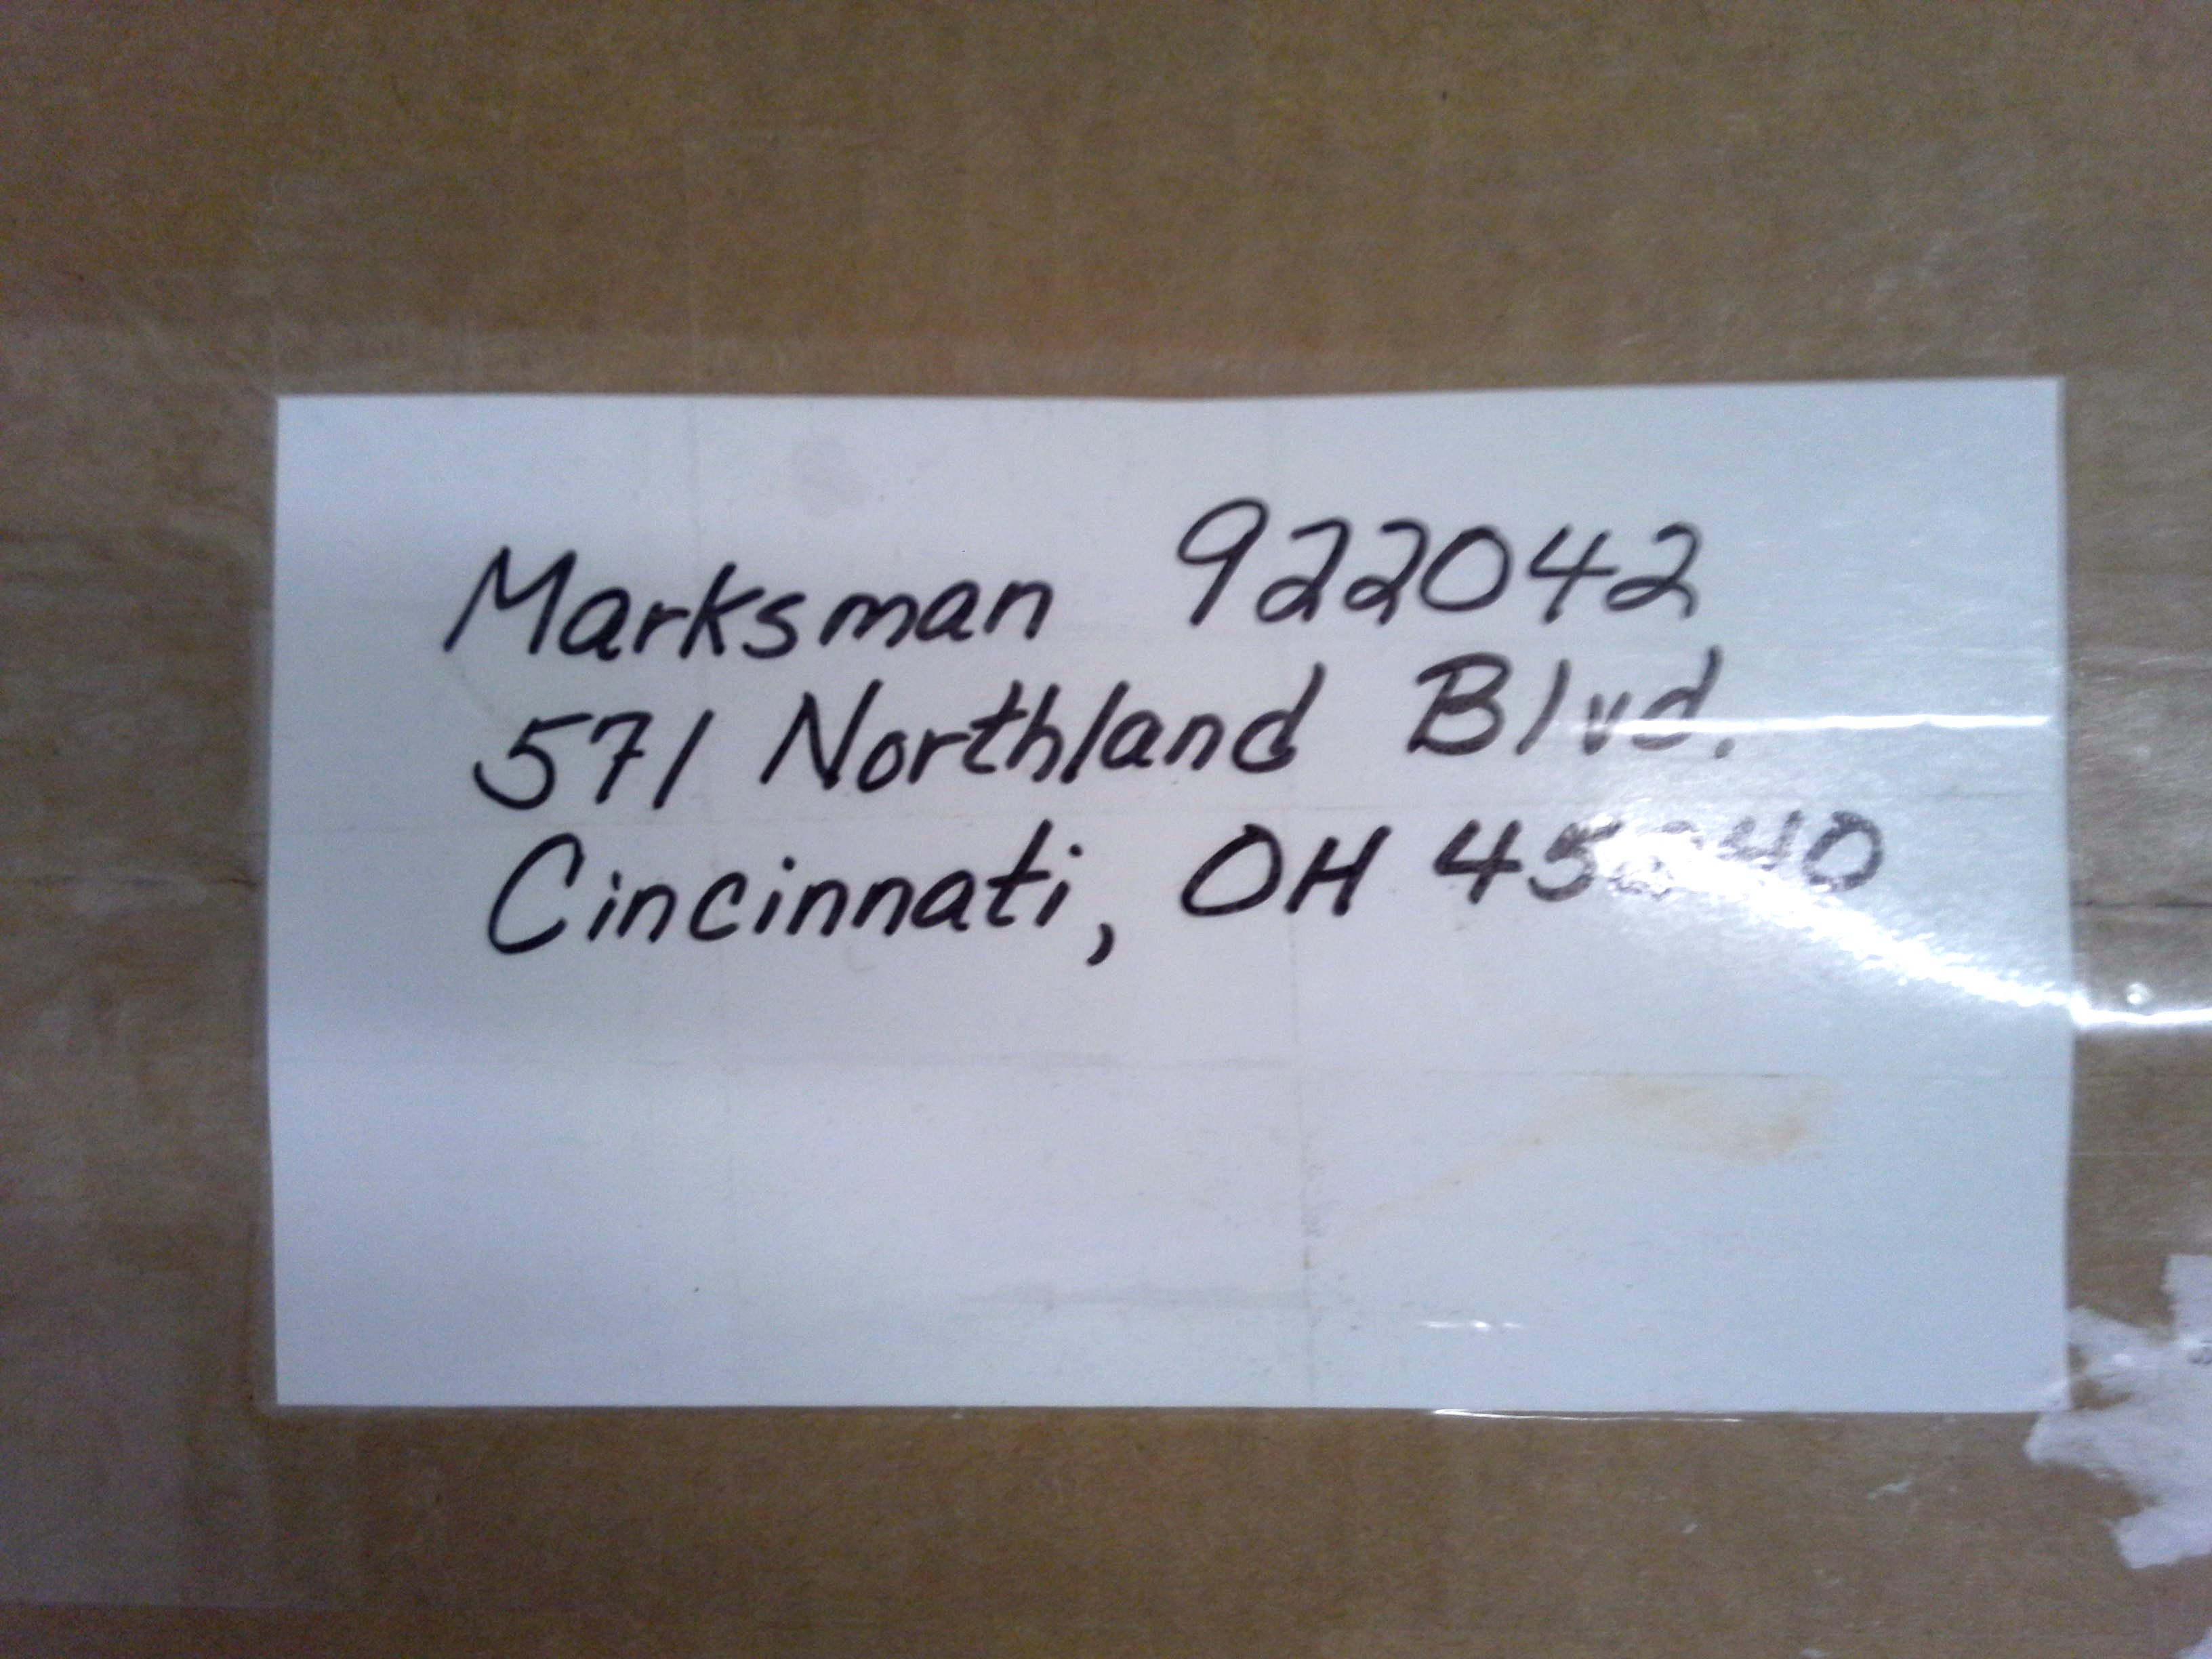 Marksman 922042
571 Northland Blvd.
Cincinnati, OH